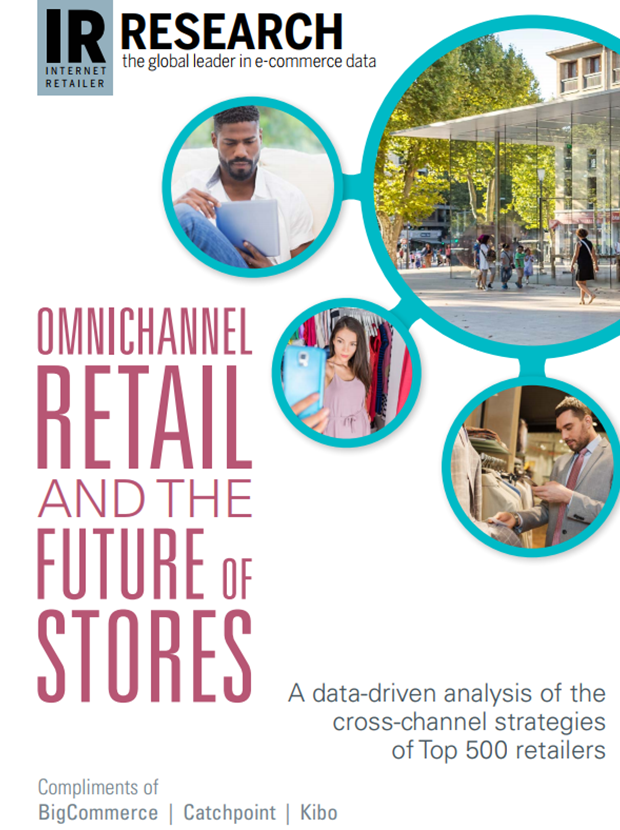 IR RESEARCH
INTERNET
RETAILER
the global leader in e-commerce data
OMNICHANNEL
RETAIL
AND THE
FUTURE OF
STORES
A data-driven analysis of the
cross-channel strategies
of Top 500 retailers
Compliments of
BigCommerce | Catchpoint | Kibo